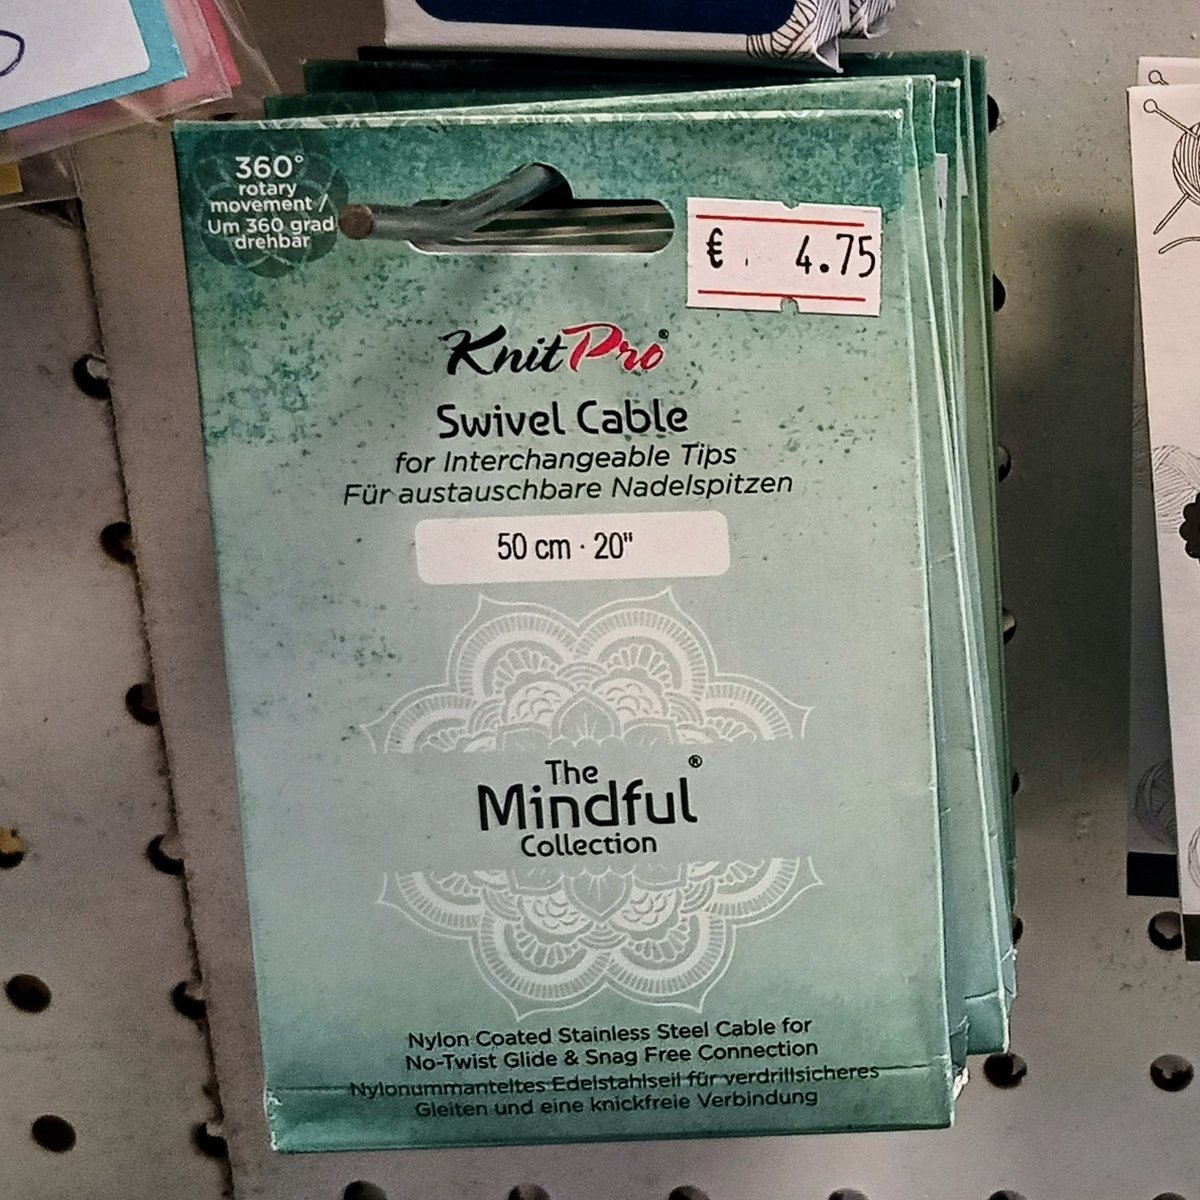 360°
rotary
movement /
Um 360 grad
drehbar
€ 4.75
KnitPro®
Swivel Cable
for Interchangeable Tips
Für austauschbare Nadelspitzen
50 cm · 20"
The
Mindful®
Collection
Nylon Coated Stainless Steel Cable for
No-Twist Glide & Snag Free Connection
Nylonummanteltes Edelstahlseil für verdrillsicheres
Gleiten und eine knickfreie Verbindung